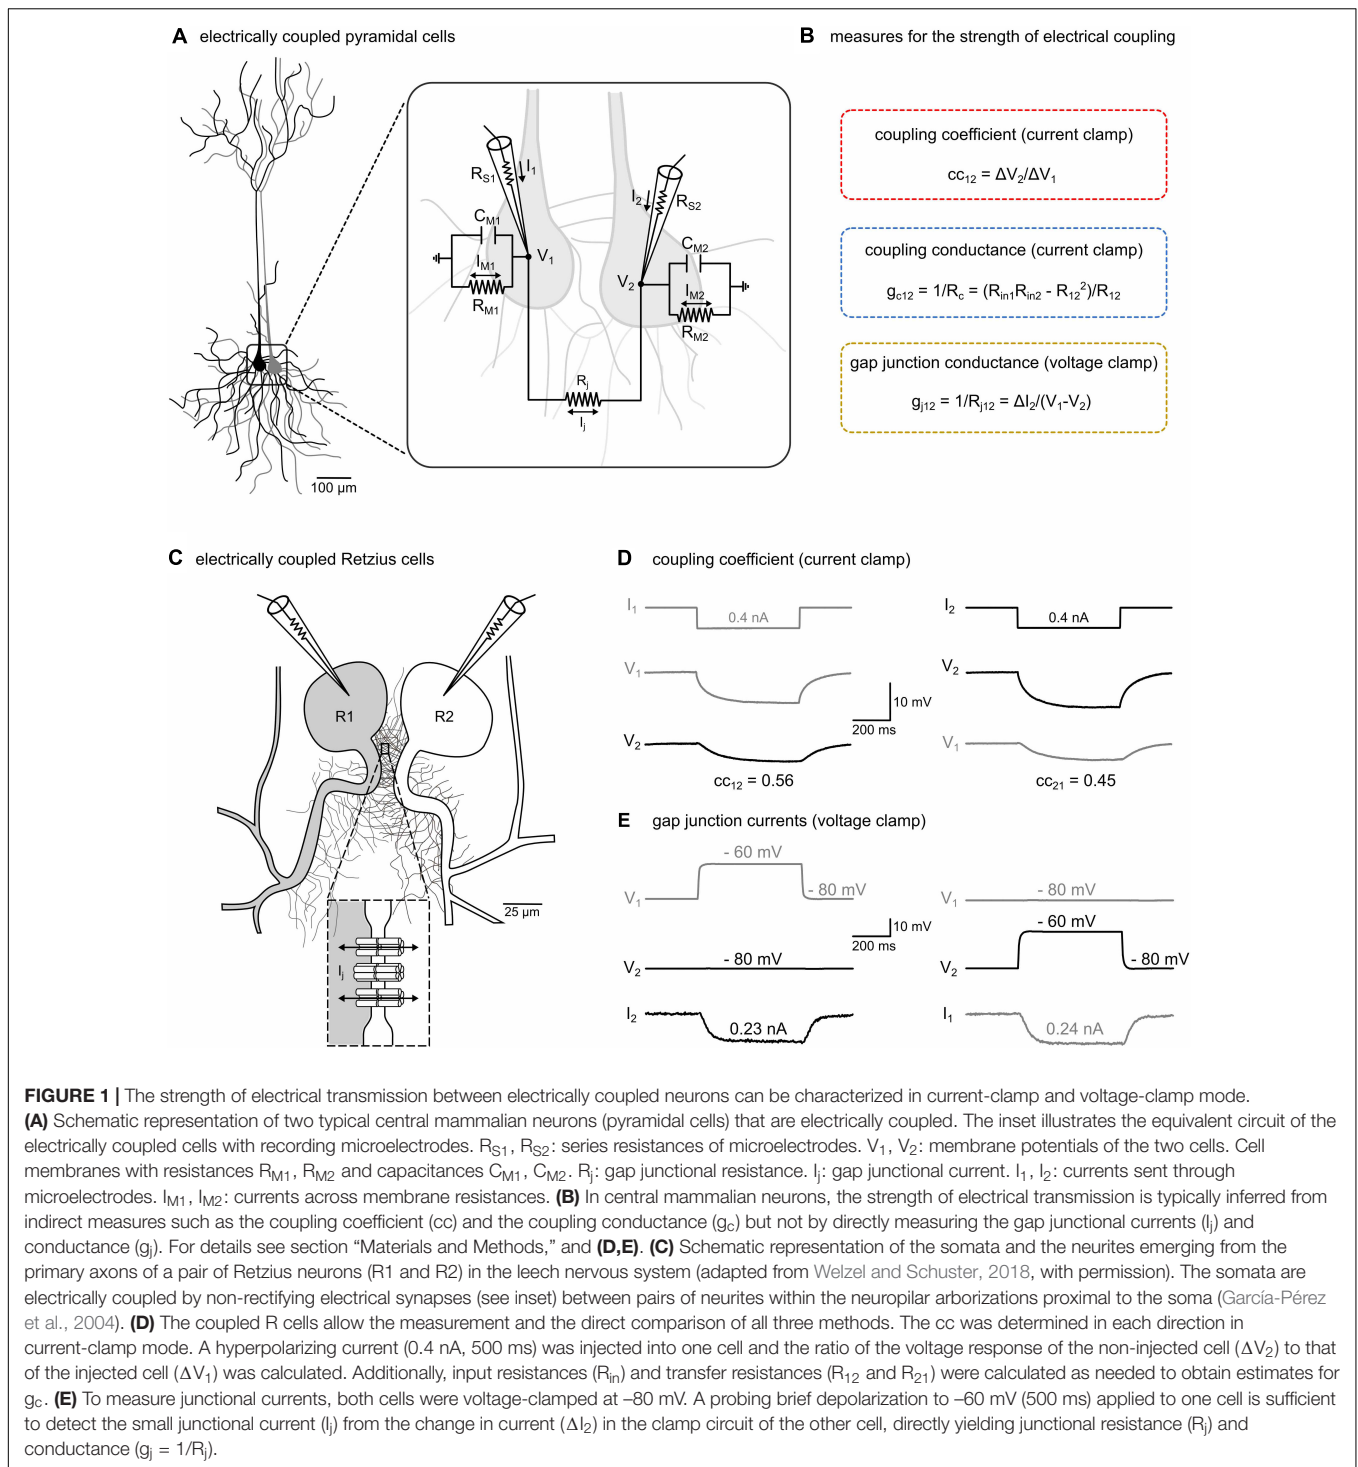 A electrically coupled pyramidal cells
B measures for the strength of electrical coupling
coupling coefficient (current clamp)
cc12 = ΔV2/ΔV1
coupling conductance (current clamp)
gc12 = 1/Rc = (Rin1Rin2 - R12²)/R12
gap junction conductance (voltage clamp)
gj12 = 1/Rj12 = ΔI2/(V1-V2)
RS1
I1
I2
RS2
CM1
CM2
IM1
V1
V2
IM2
RM1
RM2
Rj
Ij
100 µm
C electrically coupled Retzius cells
R1
R2
25 µm
Ij
D coupling coefficient (current clamp)
I1
0.4 nA
V1
10 mV
200 ms
V2
cc12 = 0.56
I2
0.4 nA
V2
V1
cc21 = 0.45
E gap junction currents (voltage clamp)
- 60 mV
V1
- 80 mV
10 mV
200 ms
V2
- 80 mV
I2
0.23 nA
V1
- 80 mV
- 60 mV
V2
- 80 mV
I1
0.24 nA
FIGURE 1 | The strength of electrical transmission between electrically coupled neurons can be characterized in current-clamp and voltage-clamp mode.
(A) Schematic representation of two typical central mammalian neurons (pyramidal cells) that are electrically coupled. The inset illustrates the equivalent circuit of the
electrically coupled cells with recording microelectrodes. RS1, RS2: series resistances of microelectrodes. V1, V2: membrane potentials of the two cells. Cell
membranes with resistances RM1, RM2 and capacitances CM1, CM2. Rj: gap junctional resistance. Ij: gap junctional current. I1, I2: currents sent through
microelectrodes. IM1, IM2: currents across membrane resistances. (B) In central mammalian neurons, the strength of electrical transmission is typically inferred from
indirect measures such as the coupling coefficient (cc) and the coupling conductance (gc) but not by directly measuring the gap junctional currents (Ij) and
conductance (gj). For details see section “Materials and Methods,” and (D,E). (C) Schematic representation of the somata and the neurites emerging from the
primary axons of a pair of Retzius neurons (R1 and R2) in the leech nervous system (adapted from Welzel and Schuster, 2018, with permission). The somata are
electrically coupled by non-rectifying electrical synapses (see inset) between pairs of neurites within the neuropilar arborizations proximal to the soma (García-Pérez
et al., 2004). (D) The coupled R cells allow the measurement and the direct comparison of all three methods. The cc was determined in each direction in
current-clamp mode. A hyperpolarizing current (0.4 nA, 500 ms) was injected into one cell and the ratio of the voltage response of the non-injected cell (ΔV2) to that
of the injected cell (ΔV1) was calculated. Additionally, input resistances (Rin) and transfer resistances (R12 and R21) were calculated as needed to obtain estimates for
gc. (E) To measure junctional currents, both cells were voltage-clamped at –80 mV. A probing brief depolarization to –60 mV (500 ms) applied to one cell is sufficient
to detect the small junctional current (Ij) from the change in current (ΔI2) in the clamp circuit of the other cell, directly yielding junctional resistance (Rj) and
conductance (gj = 1/Rj).